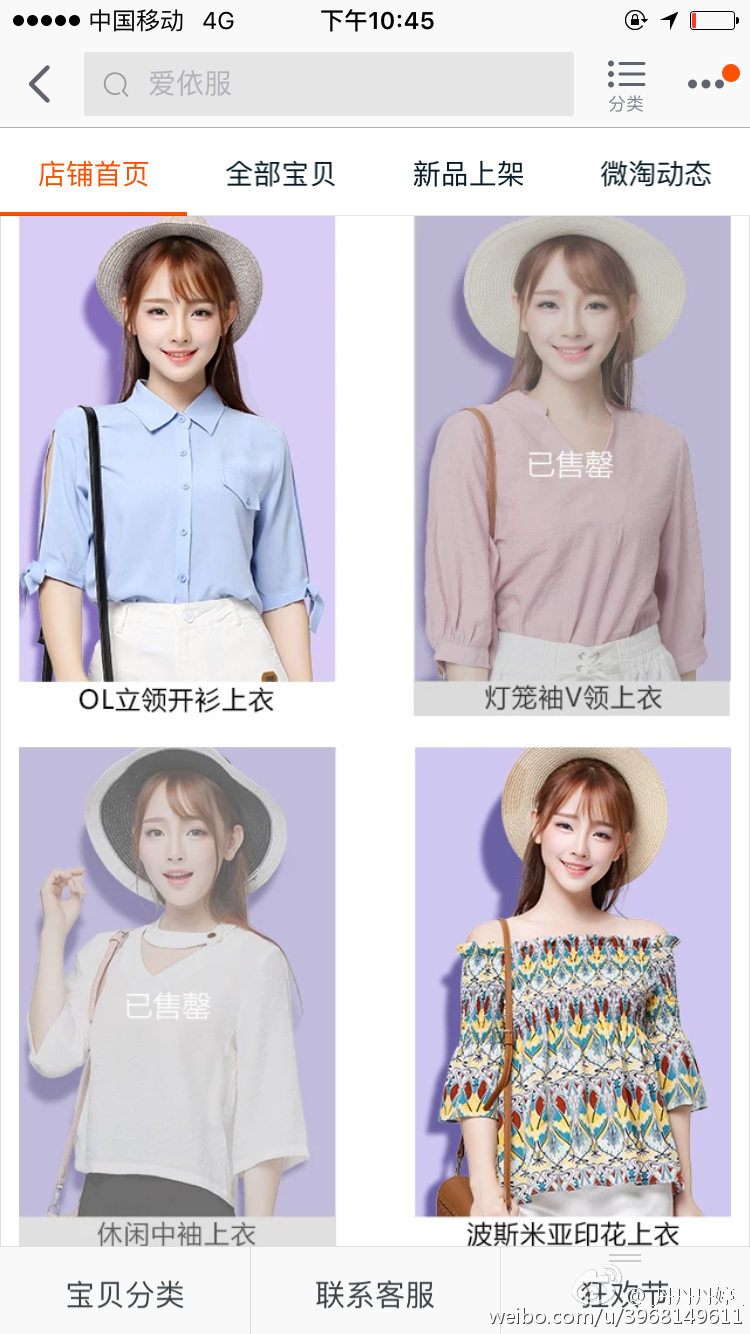 中国移动 4G 下午10:45
爱依服
分类
店铺首页 全部宝贝 新品上架 微淘动态
已售罄
OL立领开衫上衣 灯笼袖V领上衣
已售罄
休闲中袖上衣 波斯米亚印花上衣
宝贝分类 联系客服 狂欢节
@丹丹丹婷
weibo.com/u/3968149611